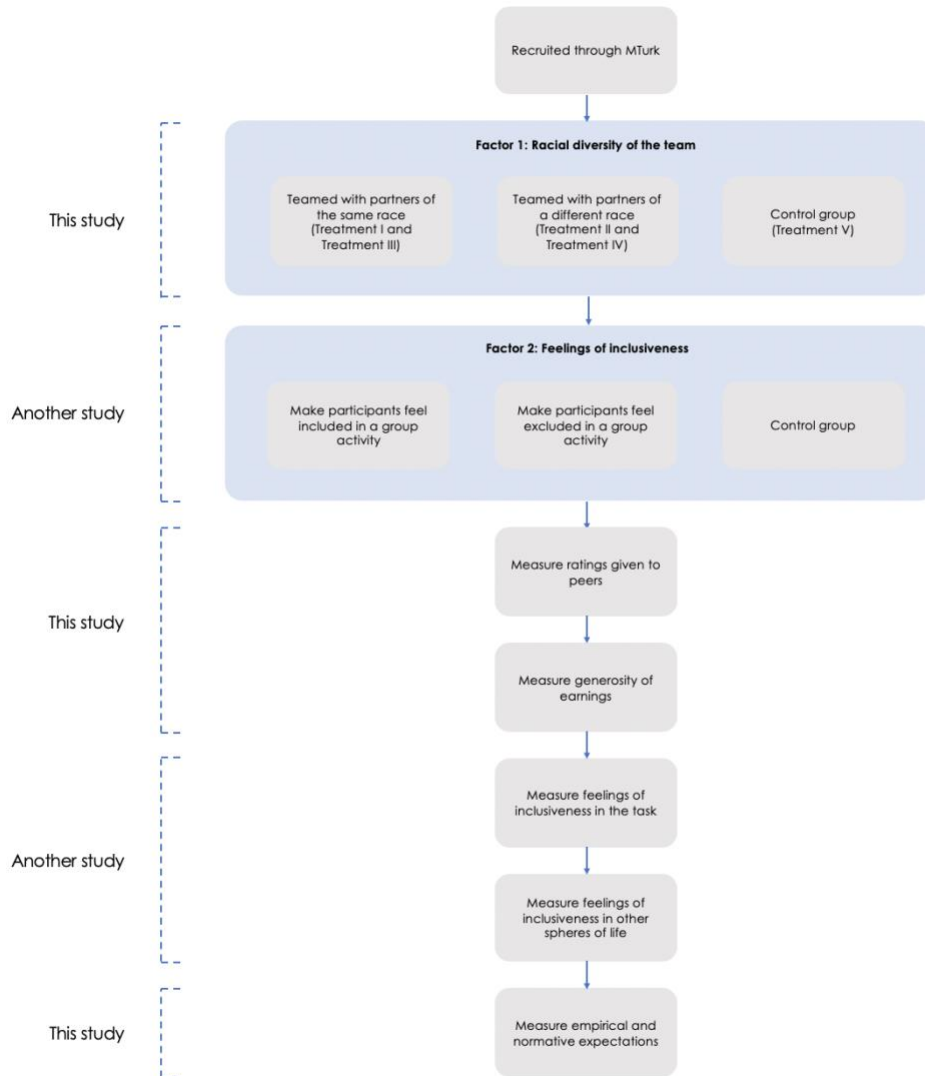 Recruited through MTurk
This study
Factor 1: Racial diversity of the team
Teamed with partners of
the same race
(Treatment I and
Treatment III)
Teamed with partners of
a different race
(Treatment II and
Treatment IV)
Control group
(Treatment V)
Another study
Factor 2: Feelings of inclusiveness
Make participants feel
included in a group
activity
Make participants feel
excluded in a group
activity
Control group
This study
Measure ratings given to
peers
Measure generosity of
earnings
Another study
Measure feelings of
inclusiveness in the task
Measure feelings of
inclusiveness in other
spheres of life
This study
Measure empirical and
normative expectations